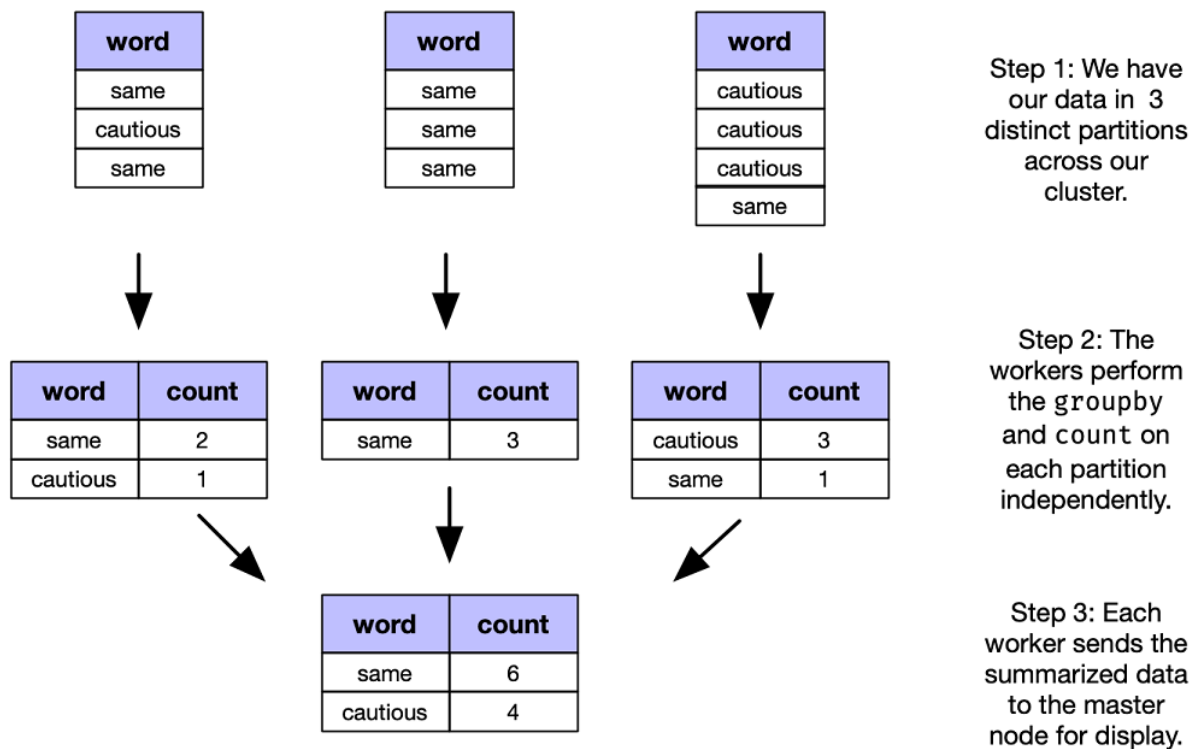 word
same
cautious
same
word
same
same
same
word
cautious
cautious
cautious
same
Step 1: We have
our data in 3
distinct partitions
across our
cluster.
word count
same 2
cautious 1
word count
same 3
word count
cautious 3
same 1
Step 2: The
workers perform
the groupby
and count on
each partition
independently.
word count
same 6
cautious 4
Step 3: Each
worker sends the
summarized data
to the master
node for display.